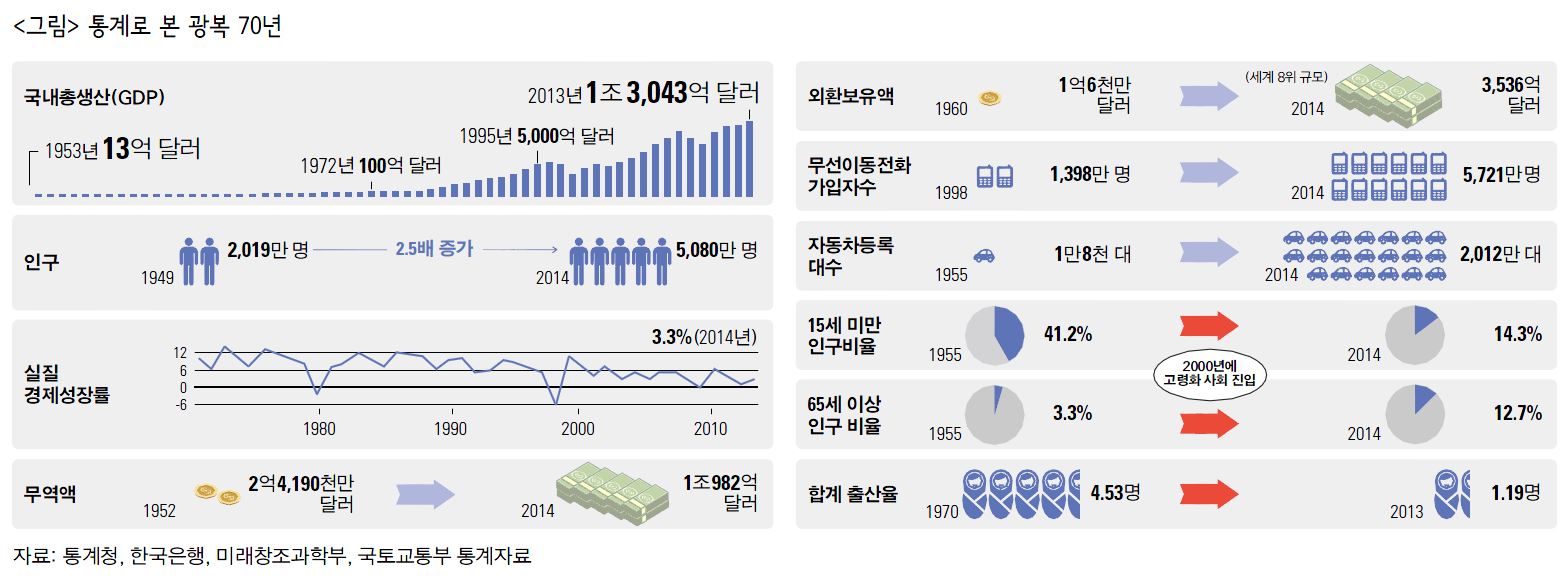 <그림> 통계로 본 광복 70년
국내총생산(GDP)
1953년 13억 달러
1972년 100억 달러
1995년 5,000억 달러
2013년 1조 3,043억 달러
인구
1949
2,019만 명
2.5배 증가
2014
5,080만 명
실질
경제성장률
3.3% (2014년)
12
6
0
-6
1980
1990
2000
2010
무역액
1952
2억4,190천만
달러
2014
1조982억
달러
외환보유액
1960
1억6천만
달러
(세계 8위 규모)
2014
3,536억
달러
무선이동전화
가입자수
1998
1,398만 명
2014
5,721만명
자동차등록
대수
1955
1만8천 대
2014
2,012만 대
15세 미만
인구비율
1955
41.2%
2014
14.3%
2000년에
고령화 사회 진입
65세 이상
인구 비율
1955
3.3%
2014
12.7%
합계 출산율
1970
4.53명
2013
1.19명
자료: 통계청, 한국은행, 미래창조과학부, 국토교통부 통계자료